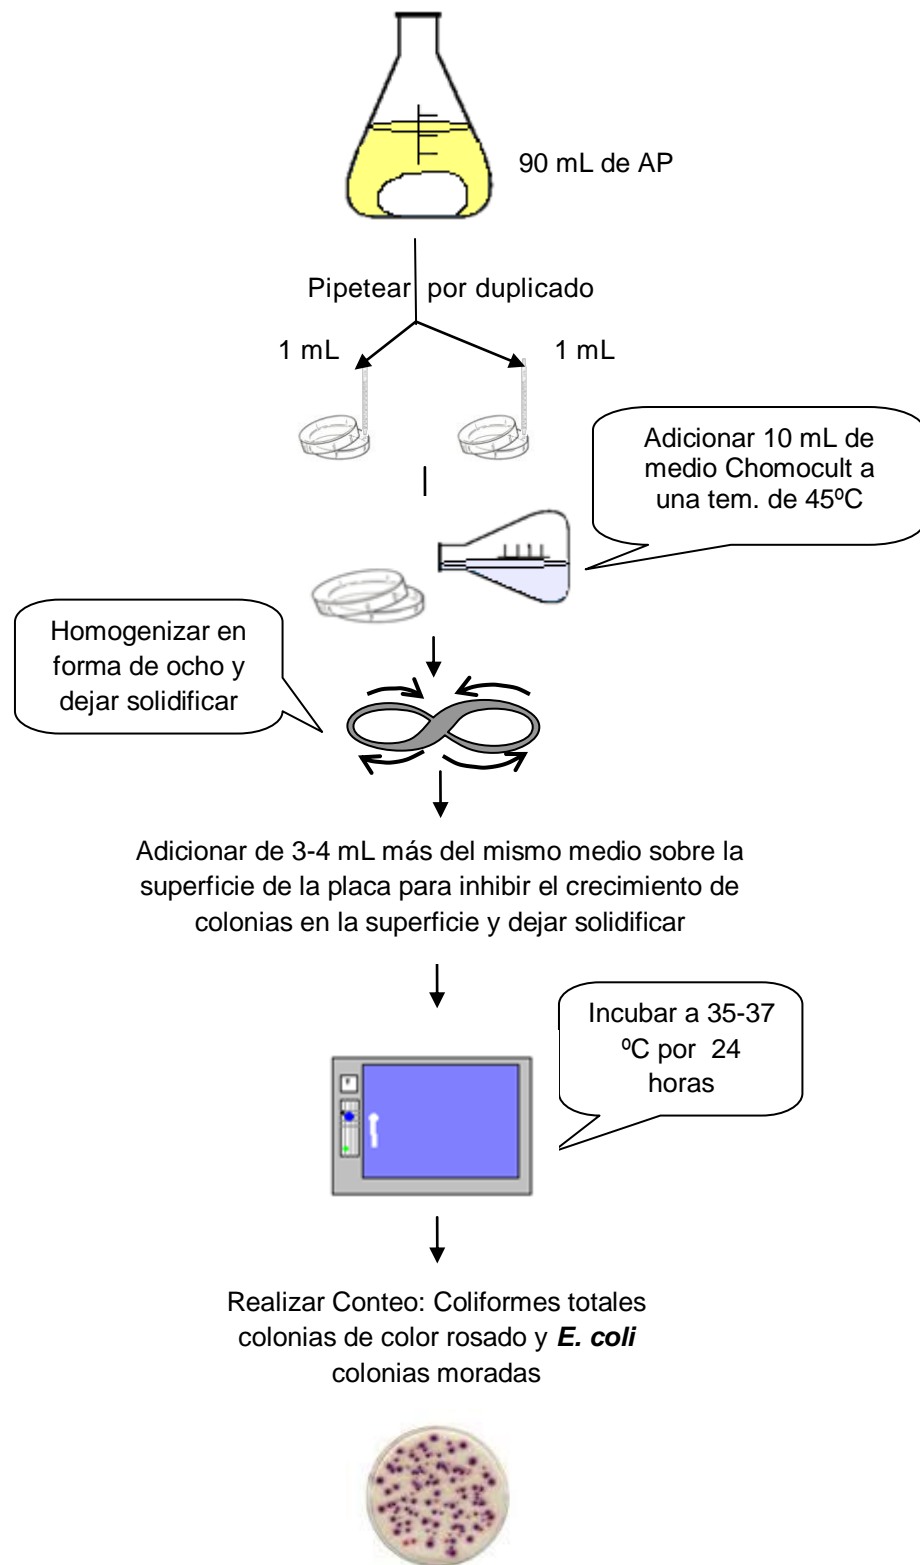 90 mL de AP
Pipetear por duplicado
1 mL
1 mL
Adicionar 10 mL de
medio Chomocult a
una tem. de 45ºC
Homogenizar en
forma de ocho y
dejar solidificar
Adicionar de 3-4 mL más del mismo medio sobre la
superficie de la placa para inhibir el crecimiento de
colonias en la superficie y dejar solidificar
Incubar a 35-37
ºC por 24
horas
Realizar Conteo: Coliformes totales
colonias de color rosado y E. coli
colonias moradas